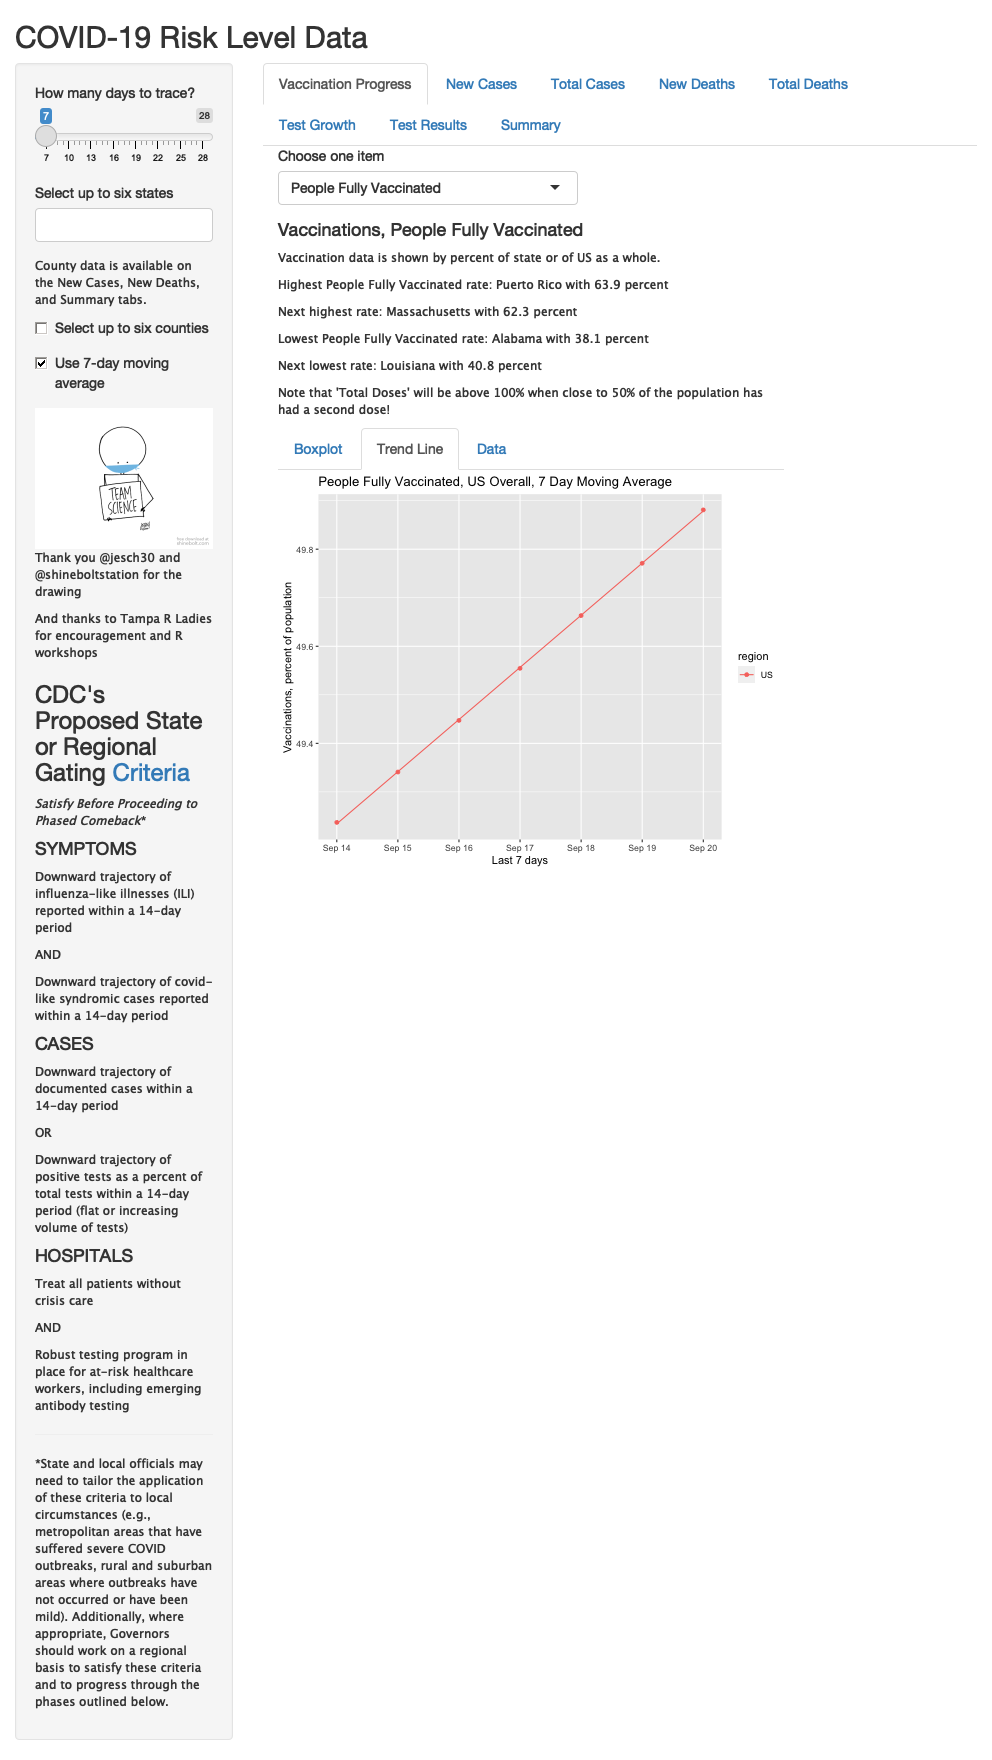 COVID-19 Risk Level Data
How many days to trace?
7
28
7 10 13 16 19 22 25 28
Select up to six states
County data is available on
the New Cases, New Deaths,
and Summary tabs.
Select up to six counties
Use 7-day moving
average
TEAM
SCIENCE
free download at
shinebolt.com
Thank you @jesch30 and
@shineboltstation for the
drawing
And thanks to Tampa R Ladies
for encouragement and R
workshops
CDC's
Proposed State
or Regional
Gating Criteria
Satisfy Before Proceeding to
Phased Comeback*
SYMPTOMS
Downward trajectory of
influenza-like illnesses (ILI)
reported within a 14-day
period
AND
Downward trajectory of covid-
like syndromic cases reported
within a 14-day period
CASES
Downward trajectory of
documented cases within a
14-day period
OR
Downward trajectory of
positive tests as a percent of
total tests within a 14-day
period (flat or increasing
volume of tests)
HOSPITALS
Treat all patients without
crisis care
AND
Robust testing program in
place for at-risk healthcare
workers, including emerging
antibody testing
*State and local officials may
need to tailor the application
of these criteria to local
circumstances (e.g.,
metropolitan areas that have
suffered severe COVID
outbreaks, rural and suburban
areas where outbreaks have
not occurred or have been
mild). Additionally, where
appropriate, Governors
should work on a regional
basis to satisfy these criteria
and to progress through the
phases outlined below.
Vaccination Progress New Cases Total Cases New Deaths Total Deaths
Test Growth Test Results Summary
Choose one item
People Fully Vaccinated
Vaccinations, People Fully Vaccinated
Vaccination data is shown by percent of state or of US as a whole.
Highest People Fully Vaccinated rate: Puerto Rico with 63.9 percent
Next highest rate: Massachusetts with 62.3 percent
Lowest People Fully Vaccinated rate: Alabama with 38.1 percent
Next lowest rate: Louisiana with 40.8 percent
Note that 'Total Doses' will be above 100% when close to 50% of the population has
had a second dose!
Boxplot Trend Line Data
People Fully Vaccinated, US Overall, 7 Day Moving Average
Vaccinations, percent of population
49.8
49.6
49.4
Sep 14 Sep 15 Sep 16 Sep 17 Sep 18 Sep 19 Sep 20
Last 7 days
region
US